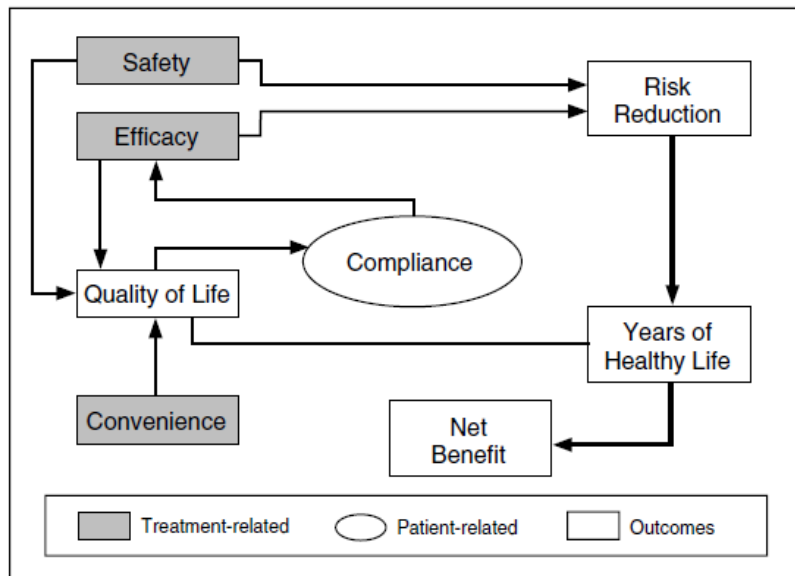 Safety
Risk
Reduction
Efficacy
Compliance
Quality of Life
Years of
Healthy Life
Convenience
Net
Benefit
Treatment-related
Patient-related
Outcomes